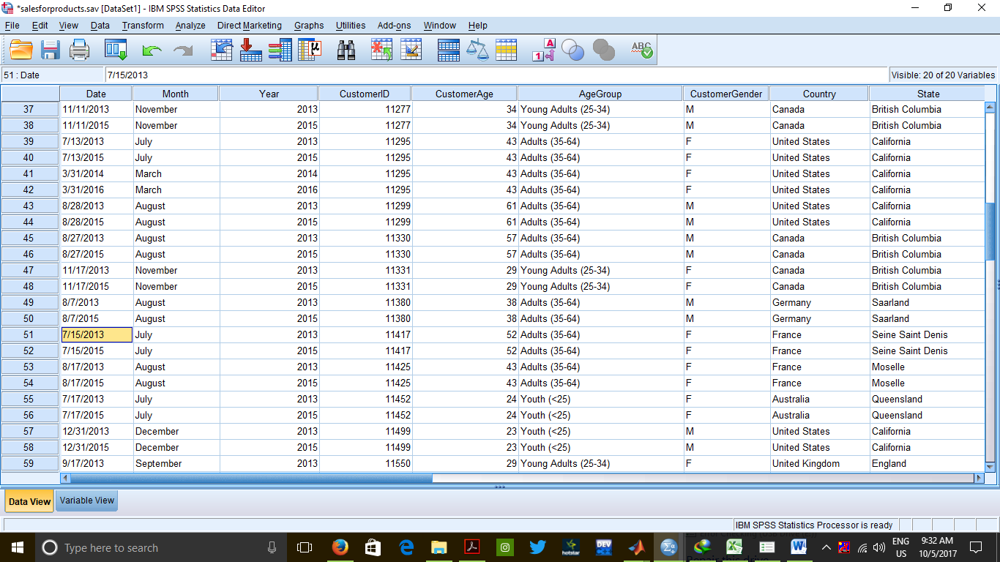 *salesforproducts.sav [DataSet1] - IBM SPSS Statistics Data Editor
File Edit View Data Transform Analyze Direct Marketing Graphs Utilities Add-ons Window Help
51 : Date 7/15/2013 Visible: 20 of 20 Variables
Date Month Year CustomerID CustomerAge AgeGroup CustomerGender Country State
37 11/11/2013 November 2013 11277 34 Young Adults (25-34) M Canada British Columbia
38 11/11/2015 November 2015 11277 34 Young Adults (25-34) M Canada British Columbia
39 7/13/2013 July 2013 11295 43 Adults (35-64) F United States California
40 7/13/2015 July 2015 11295 43 Adults (35-64) F United States California
41 3/31/2014 March 2014 11295 43 Adults (35-64) F United States California
42 3/31/2016 March 2016 11295 43 Adults (35-64) F United States California
43 8/28/2013 August 2013 11299 61 Adults (35-64) M United States California
44 8/28/2015 August 2015 11299 61 Adults (35-64) M United States California
45 8/27/2013 August 2013 11330 57 Adults (35-64) M Canada British Columbia
46 8/27/2015 August 2015 11330 57 Adults (35-64) M Canada British Columbia
47 11/17/2013 November 2013 11331 29 Young Adults (25-34) F Canada British Columbia
48 11/17/2015 November 2015 11331 29 Young Adults (25-34) F Canada British Columbia
49 8/7/2013 August 2013 11380 38 Adults (35-64) M Germany Saarland
50 8/7/2015 August 2015 11380 38 Adults (35-64) M Germany Saarland
51 7/15/2013 July 2013 11417 52 Adults (35-64) F France Seine Saint Denis
52 7/15/2015 July 2015 11417 52 Adults (35-64) F France Seine Saint Denis
53 8/17/2013 August 2013 11425 43 Adults (35-64) F France Moselle
54 8/17/2015 August 2015 11425 43 Adults (35-64) F France Moselle
55 7/17/2013 July 2013 11452 24 Youth (<25) F Australia Queensland
56 7/17/2015 July 2015 11452 24 Youth (<25) F Australia Queensland
57 12/31/2013 December 2013 11499 23 Youth (<25) M United States California
58 12/31/2015 December 2015 11499 23 Youth (<25) M United States California
59 9/17/2013 September 2013 11550 29 Young Adults (25-34) F United Kingdom England
Data View Variable View
IBM SPSS Statistics Processor is ready
Type here to search
ENG 9:32 AM
US 10/5/2017